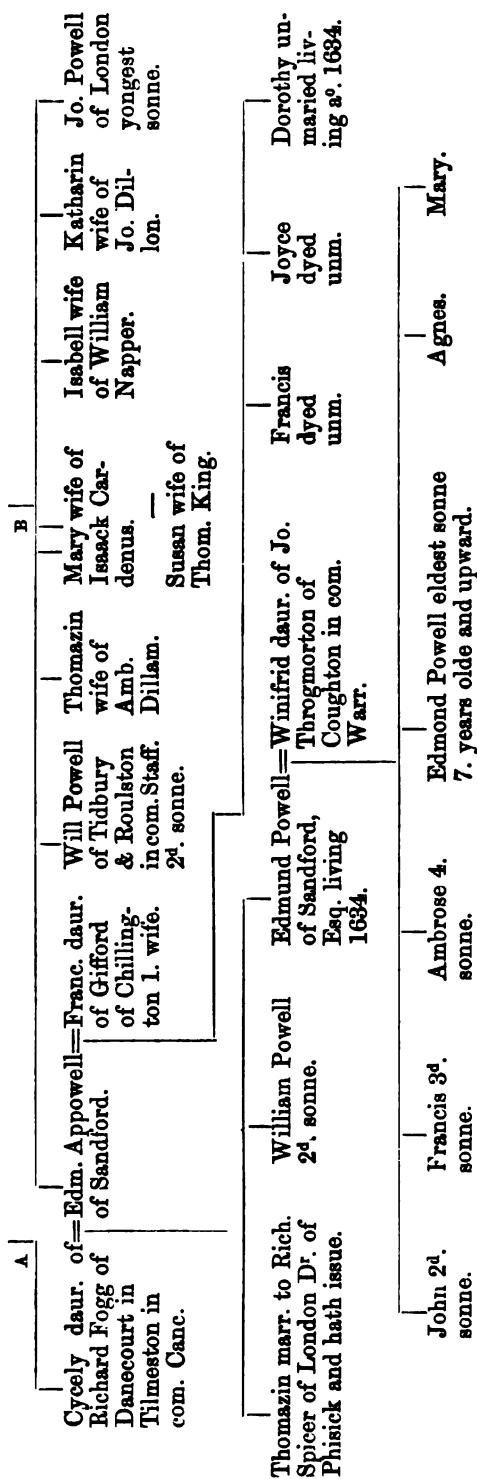 A
B
Cycely daur. of=Edm. Appowell=Franc. daur.
Richard Fogg of
Danecourt in
Tilmeston in
com. Canc.
of Sandford.
of Gifford
of Chilling-
ton 1. wife.
Will Powell
of Tidbury
& Roulston
in com. Staff.
2d. sonne.
Thomazin
wife of
Amb.
Dillam.
Mary wife of
Isaack Car-
denus.
Susan wife of
Thom. King.
Isabell wife
of William
Napper.
Katharin
wife of
Jo. Dil-
lon.
Jo. Powell
of London
yongest
sonne.
Thomazin marr. to Rich.
Spicer of London Dr. of
Phisick and hath issue.
William Powell
2d. sonne.
Edmund Powell=Winifrid daur. of Jo.
of Sandford,
Esq. living
1634.
Throgmorton of
Coughton in com.
Warr.
Francis
dyed
unm.
Joyce
dyed
unm.
Dorothy un-
maried liv-
ing ao. 1634.
John 2d.
sonne.
Francis 3d.
sonne.
Ambrose 4.
sonne.
Edmond Powell eldest sonne
7. years olde and upward.
Agnes.
Mary.